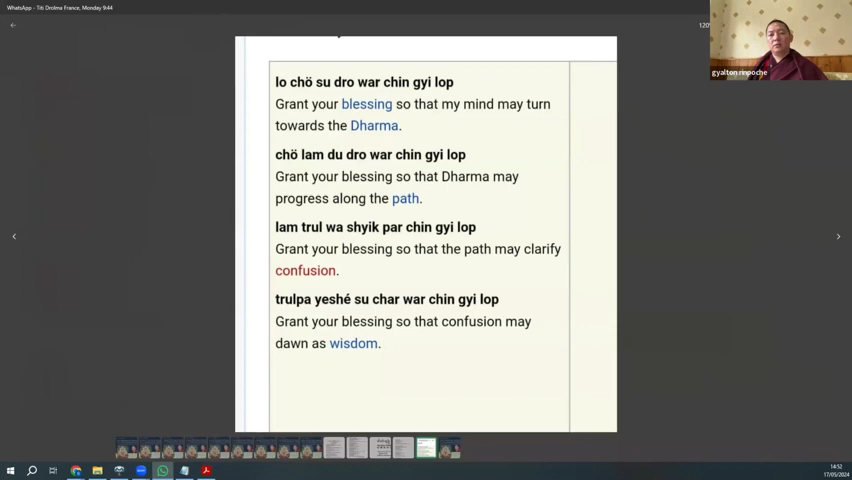 WhatsApp - Titi Drolma France, Monday 9:44
120%
gyalton rinpoche
lo chö su dro war chin gyi lop
Grant your blessing so that my mind may turn
towards the Dharma.
chö lam du dro war chin gyi lop
Grant your blessing so that Dharma may
progress along the path.
lam trul wa shyik par chin gyi lop
Grant your blessing so that the path may clarify
confusion.
trulpa yeshé su char war chin gyi lop
Grant your blessing so that confusion may
dawn as wisdom.
14:52
17/05/2024